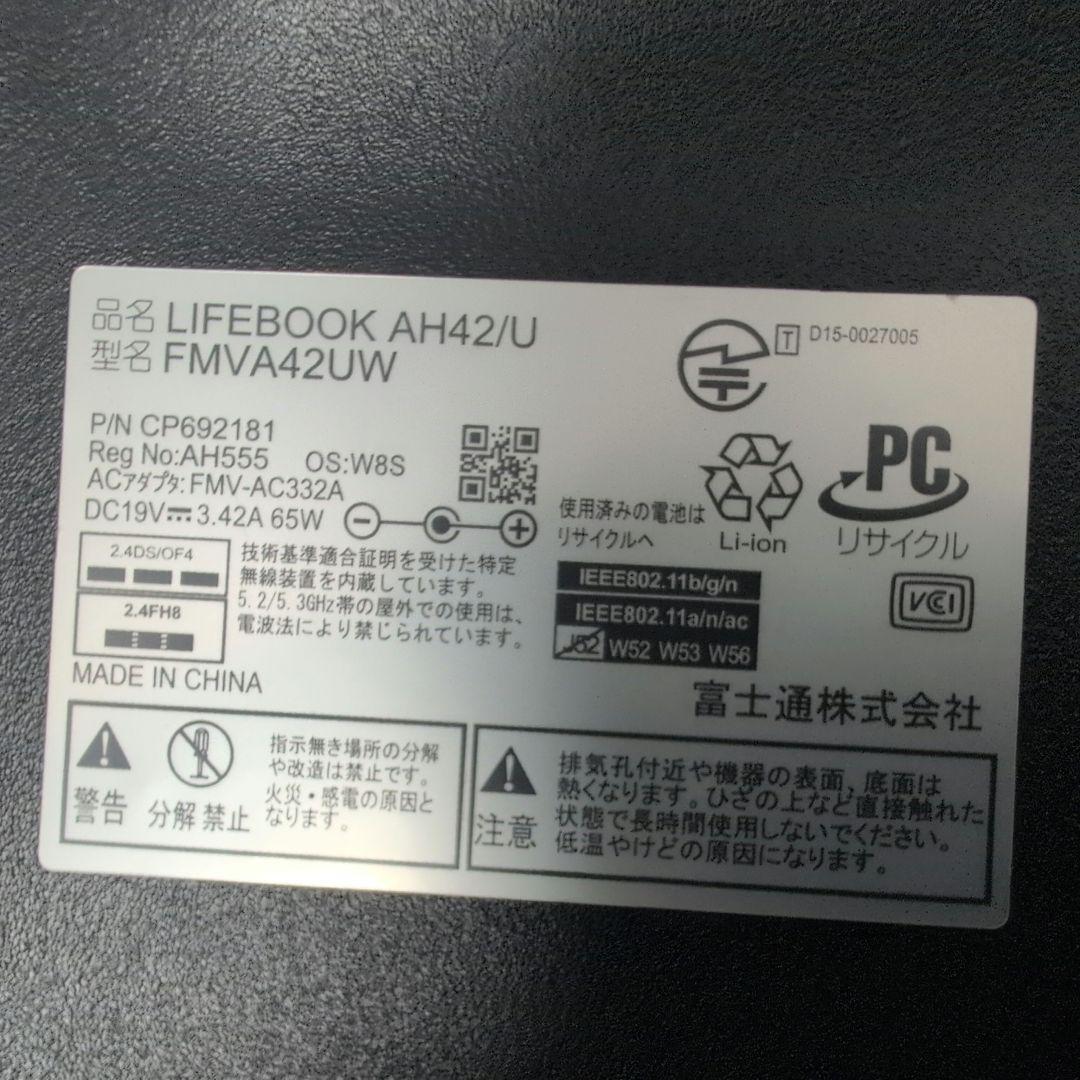 品名 LIFEBOOK AH42/U
型名 FMVA42UW
T D15-0027005
P/N CP692181
Reg No:AH555 OS:W8S
ACアダプタ:FMV-AC332A
DC19V 3.42A 65W
使用済みの電池は
リサイクルへ
Li-ion
PC
リサイクル
2.4DS/OF4
2.4FH8
技術基準適合証明を受けた特定
無線装置を内蔵しています。
5.2/5.3GHz帯の屋外での使用は、
電波法により禁じられています。
IEEE802.11b/g/n
IEEE802.11a/n/ac
J52 W52 W53 W56
VCCI
MADE IN CHINA
富士通株式会社
警告
分解禁止
指示無き場所の分解
や改造は禁止です。
火災・感電の原因と
なります。
注意
排気孔付近や機器の表面,底面は
熱くなります。ひざの上など直接触れた
状態で長時間使用しないでください。
低温やけどの原因になります。